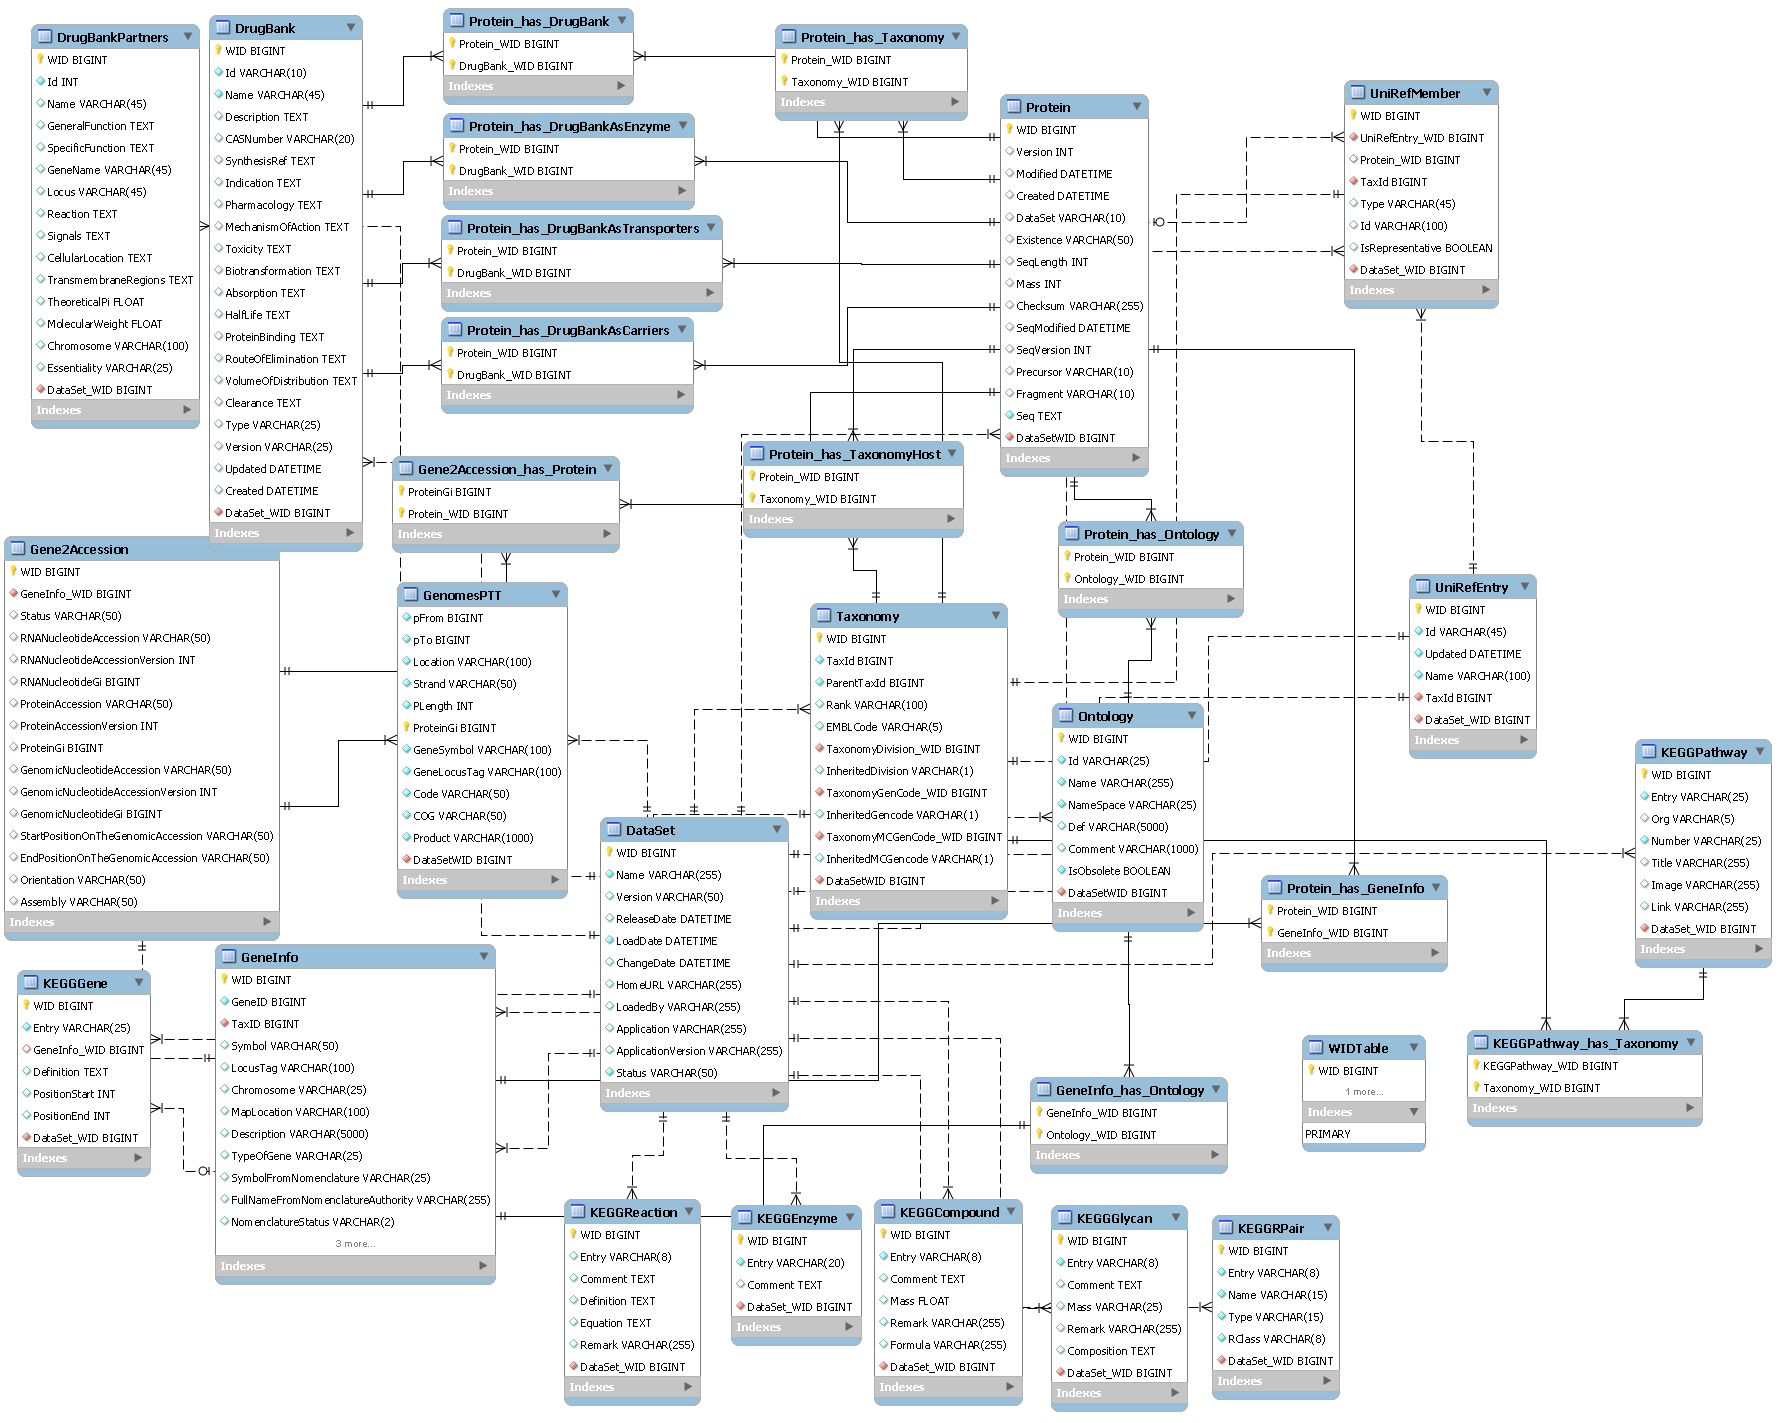 DrugBankPartners
WID BIGINT
Id INT
Name VARCHAR(45)
GeneralFunction TEXT
SpecificFunction TEXT
GeneName VARCHAR(45)
Locus VARCHAR(45)
Reaction TEXT
Signals TEXT
CellularLocation TEXT
TransmembraneRegions TEXT
TheoreticalPi FLOAT
MolecularWeight FLOAT
Chromosome VARCHAR(100)
Essentiality VARCHAR(25)
DataSet_WID BIGINT
Indexes
DrugBank
WID BIGINT
Id VARCHAR(10)
Name VARCHAR(45)
Description TEXT
CASNumber VARCHAR(20)
SynthesisRef TEXT
Indication TEXT
Pharmacology TEXT
MechanismOfAction TEXT
Toxicity TEXT
Biotransformation TEXT
Absorption TEXT
HalfLife TEXT
ProteinBinding TEXT
RouteOfElimination TEXT
VolumeOfDistribution TEXT
Clearance TEXT
Type VARCHAR(25)
Version VARCHAR(25)
Updated DATETIME
Created DATETIME
DataSet_WID BIGINT
Indexes
Protein_has_DrugBank
Protein_WID BIGINT
DrugBank_WID BIGINT
Indexes
Protein_has_DrugBankAsEnzyme
Protein_WID BIGINT
DrugBank_WID BIGINT
Indexes
Protein_has_DrugBankAsTransporters
Protein_WID BIGINT
DrugBank_WID BIGINT
Indexes
Protein_has_DrugBankAsCarriers
Protein_WID BIGINT
DrugBank_WID BIGINT
Indexes
Protein_has_Taxonomy
Protein_WID BIGINT
Taxonomy_WID BIGINT
Indexes
Protein
WID BIGINT
Version INT
Modified DATETIME
Created DATETIME
DataSet VARCHAR(10)
Existence VARCHAR(50)
SeqLength INT
Mass INT
Checksum VARCHAR(255)
SeqModified DATETIME
SeqVersion INT
Precursor VARCHAR(10)
Fragment VARCHAR(10)
Seq TEXT
DataSetWID BIGINT
Indexes
UniRefMember
WID BIGINT
UniRefEntry_WID BIGINT
Protein_WID BIGINT
TaxId BIGINT
Type VARCHAR(45)
Id VARCHAR(100)
IsRepresentative BOOLEAN
DataSet_WID BIGINT
Indexes
Gene2Accession_has_Protein
ProteinGi BIGINT
Protein_WID BIGINT
Indexes
Protein_has_TaxonomyHost
Protein_WID BIGINT
Taxonomy_WID BIGINT
Indexes
Protein_has_Ontology
Protein_WID BIGINT
Ontology_WID BIGINT
Indexes
UniRefEntry
WID BIGINT
Id VARCHAR(45)
Updated DATETIME
Name VARCHAR(100)
TaxId BIGINT
DataSet_WID BIGINT
Indexes
Gene2Accession
WID BIGINT
GeneInfo_WID BIGINT
Status VARCHAR(50)
RNANucleotideAccession VARCHAR(50)
RNANucleotideAccessionVersion INT
RNANucleotideGi BIGINT
ProteinAccession VARCHAR(50)
ProteinAccessionVersion INT
ProteinGi BIGINT
GenomicNucleotideAccession VARCHAR(50)
GenomicNucleotideAccessionVersion INT
GenomicNucleotideGi BIGINT
StartPositionOnTheGenomicAccession VARCHAR(50)
EndPositionOnTheGenomicAccession VARCHAR(50)
Orientation VARCHAR(50)
Assembly VARCHAR(50)
Indexes
GenomesPTT
pFrom BIGINT
pTo BIGINT
Location VARCHAR(100)
Strand VARCHAR(50)
PLength INT
ProteinGi BIGINT
GeneSymbol VARCHAR(100)
GeneLocusTag VARCHAR(100)
Code VARCHAR(50)
COG VARCHAR(50)
Product VARCHAR(1000)
DataSetWID BIGINT
Indexes
Taxonomy
WID BIGINT
TaxId BIGINT
ParentTaxId BIGINT
Rank VARCHAR(100)
EMBLCode VARCHAR(5)
TaxonomyDivision_WID BIGINT
InheritedDivision VARCHAR(1)
TaxonomyGenCode_WID BIGINT
InheritedGencode VARCHAR(1)
TaxonomyMCGenCode_WID BIGINT
InheritedMCGencode VARCHAR(1)
DataSetWID BIGINT
Indexes
Ontology
WID BIGINT
Id VARCHAR(25)
Name VARCHAR(255)
NameSpace VARCHAR(25)
Def VARCHAR(5000)
Comment VARCHAR(1000)
IsObsolete BOOLEAN
DataSetWID BIGINT
Indexes
KEGGPathway
WID BIGINT
Entry VARCHAR(25)
Org VARCHAR(5)
Number VARCHAR(25)
Title VARCHAR(255)
Image VARCHAR(255)
Link VARCHAR(255)
DataSet_WID BIGINT
Indexes
DataSet
WID BIGINT
Name VARCHAR(255)
Version VARCHAR(50)
ReleaseDate DATETIME
LoadDate DATETIME
ChangeDate DATETIME
HomeURL VARCHAR(255)
LoadedBy VARCHAR(255)
Application VARCHAR(255)
ApplicationVersion VARCHAR(255)
Status VARCHAR(50)
Indexes
Protein_has_GeneInfo
Protein_WID BIGINT
GeneInfo_WID BIGINT
Indexes
KEGGGene
WID BIGINT
Entry VARCHAR(25)
GeneInfo_WID BIGINT
Definition TEXT
PositionStart INT
PositionEnd INT
DataSet_WID BIGINT
Indexes
GeneInfo
WID BIGINT
GeneID BIGINT
TaxID BIGINT
Symbol VARCHAR(50)
LocusTag VARCHAR(100)
Chromosome VARCHAR(25)
MapLocation VARCHAR(100)
Description VARCHAR(5000)
TypeOfGene VARCHAR(25)
SymbolFromNomenclature VARCHAR(25)
FullNameFromNomenclatureAuthority VARCHAR(255)
NomenclatureStatus VARCHAR(2)
3 more...
Indexes
WIDTable
WID BIGINT
1 more...
Indexes
PRIMARY
KEGGPathway_has_Taxonomy
KEGGPathway_WID BIGINT
Taxonomy_WID BIGINT
Indexes
GeneInfo_has_Ontology
GeneInfo_WID BIGINT
Ontology_WID BIGINT
Indexes
KEGGReaction
WID BIGINT
Entry VARCHAR(8)
Comment TEXT
Definition TEXT
Equation TEXT
Remark VARCHAR(255)
DataSet_WID BIGINT
Indexes
KEGGEnzyme
WID BIGINT
Entry VARCHAR(20)
Comment TEXT
DataSet_WID BIGINT
Indexes
KEGGCompound
WID BIGINT
Entry VARCHAR(8)
Comment TEXT
Mass FLOAT
Remark VARCHAR(255)
Formula VARCHAR(255)
DataSet_WID BIGINT
Indexes
KEGGGlycan
WID BIGINT
Entry VARCHAR(8)
Comment TEXT
Mass VARCHAR(25)
Remark VARCHAR(255)
Composition TEXT
DataSet_WID BIGINT
Indexes
KEGGRPair
WID BIGINT
Entry VARCHAR(8)
Name VARCHAR(15)
Type VARCHAR(15)
RClass VARCHAR(8)
DataSet_WID BIGINT
Indexes